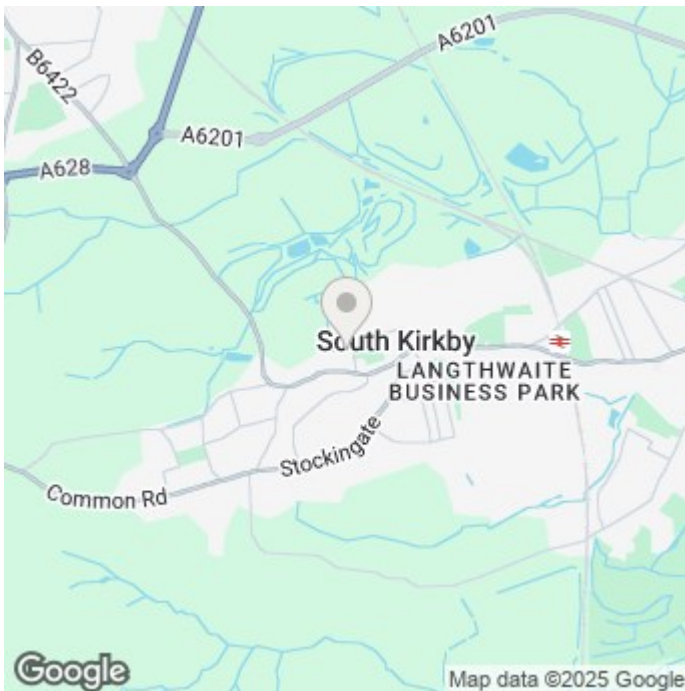 A6201
B6422
A6201
A628
South Kirkby
LANGTHWAITE
BUSINESS PARK
Stockingate
Common Rd
Google
Map data ©2025 Google